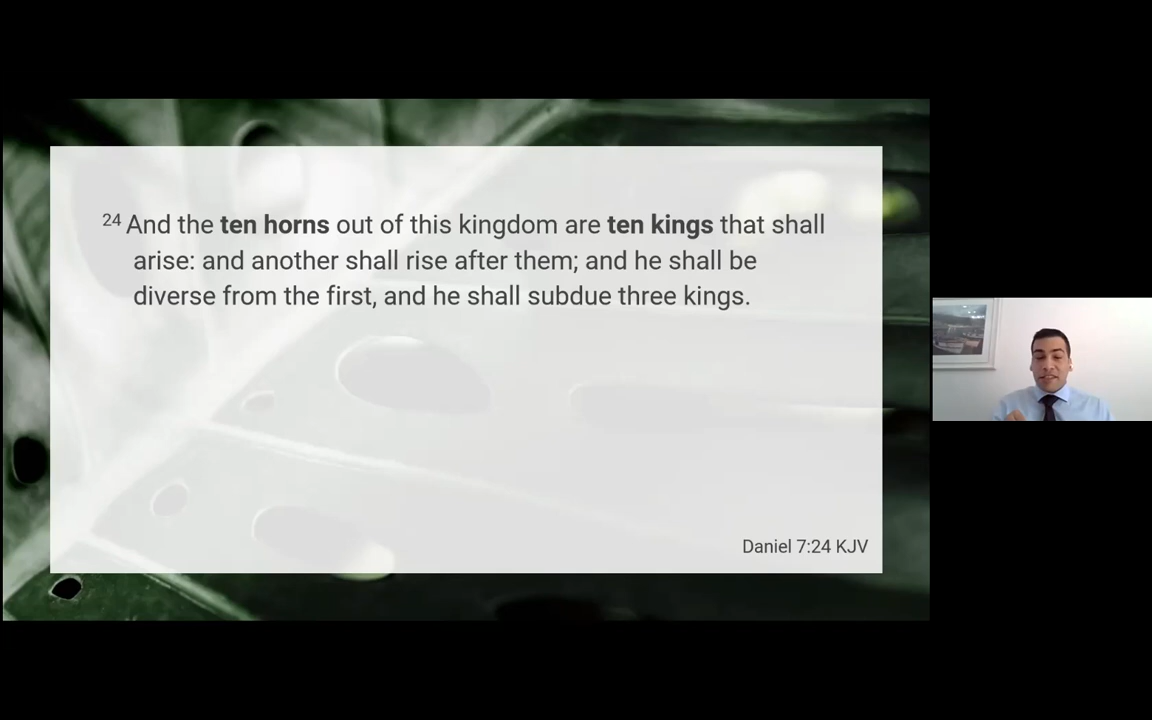 24 And the ten horns out of this kingdom are ten kings that shall
arise: and another shall rise after them; and he shall be
diverse from the first, and he shall subdue three kings.
Daniel 7:24 KJV